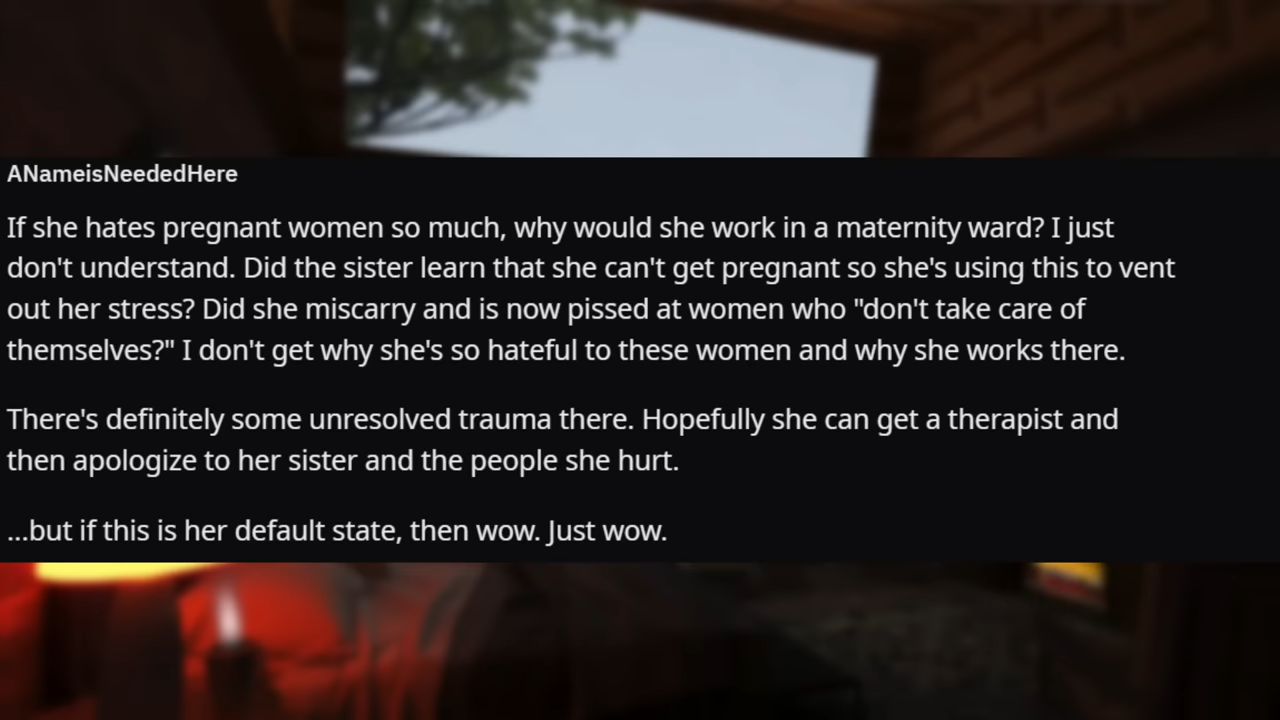 ANameisNeededHere
If she hates pregnant women so much, why would she work in a maternity ward? I just
don't understand. Did the sister learn that she can't get pregnant so she's using this to vent
out her stress? Did she miscarry and is now pissed at women who "don't take care of
themselves?" I don't get why she's so hateful to these women and why she works there.
There's definitely some unresolved trauma there. Hopefully she can get a therapist and
then apologize to her sister and the people she hurt.
...but if this is her default state, then wow. Just wow.